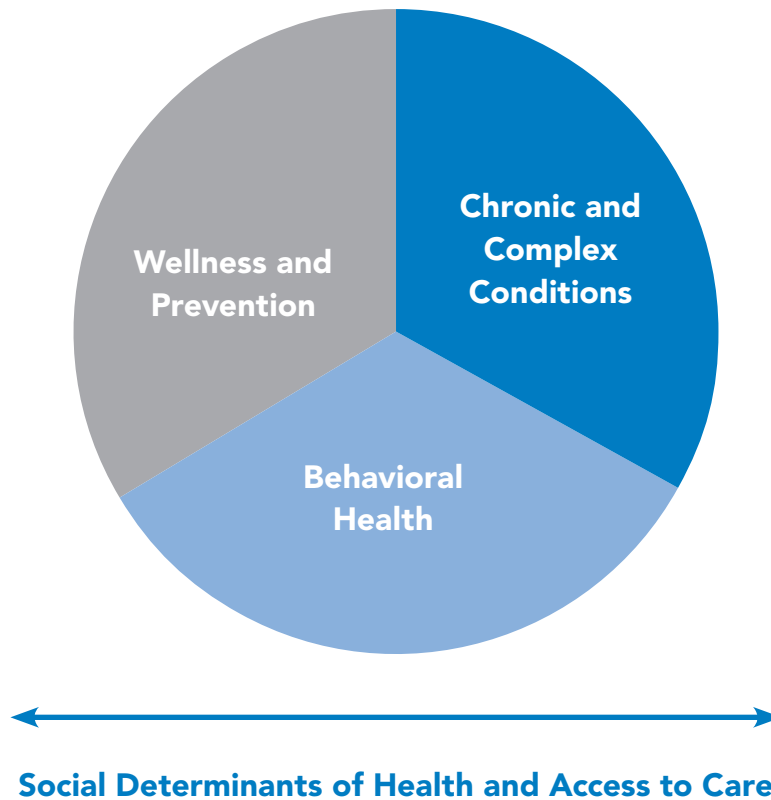 Chronic and
Complex
Conditions
Wellness and
Prevention
Behavioral
Health
Social Determinants of Health and Access to Care